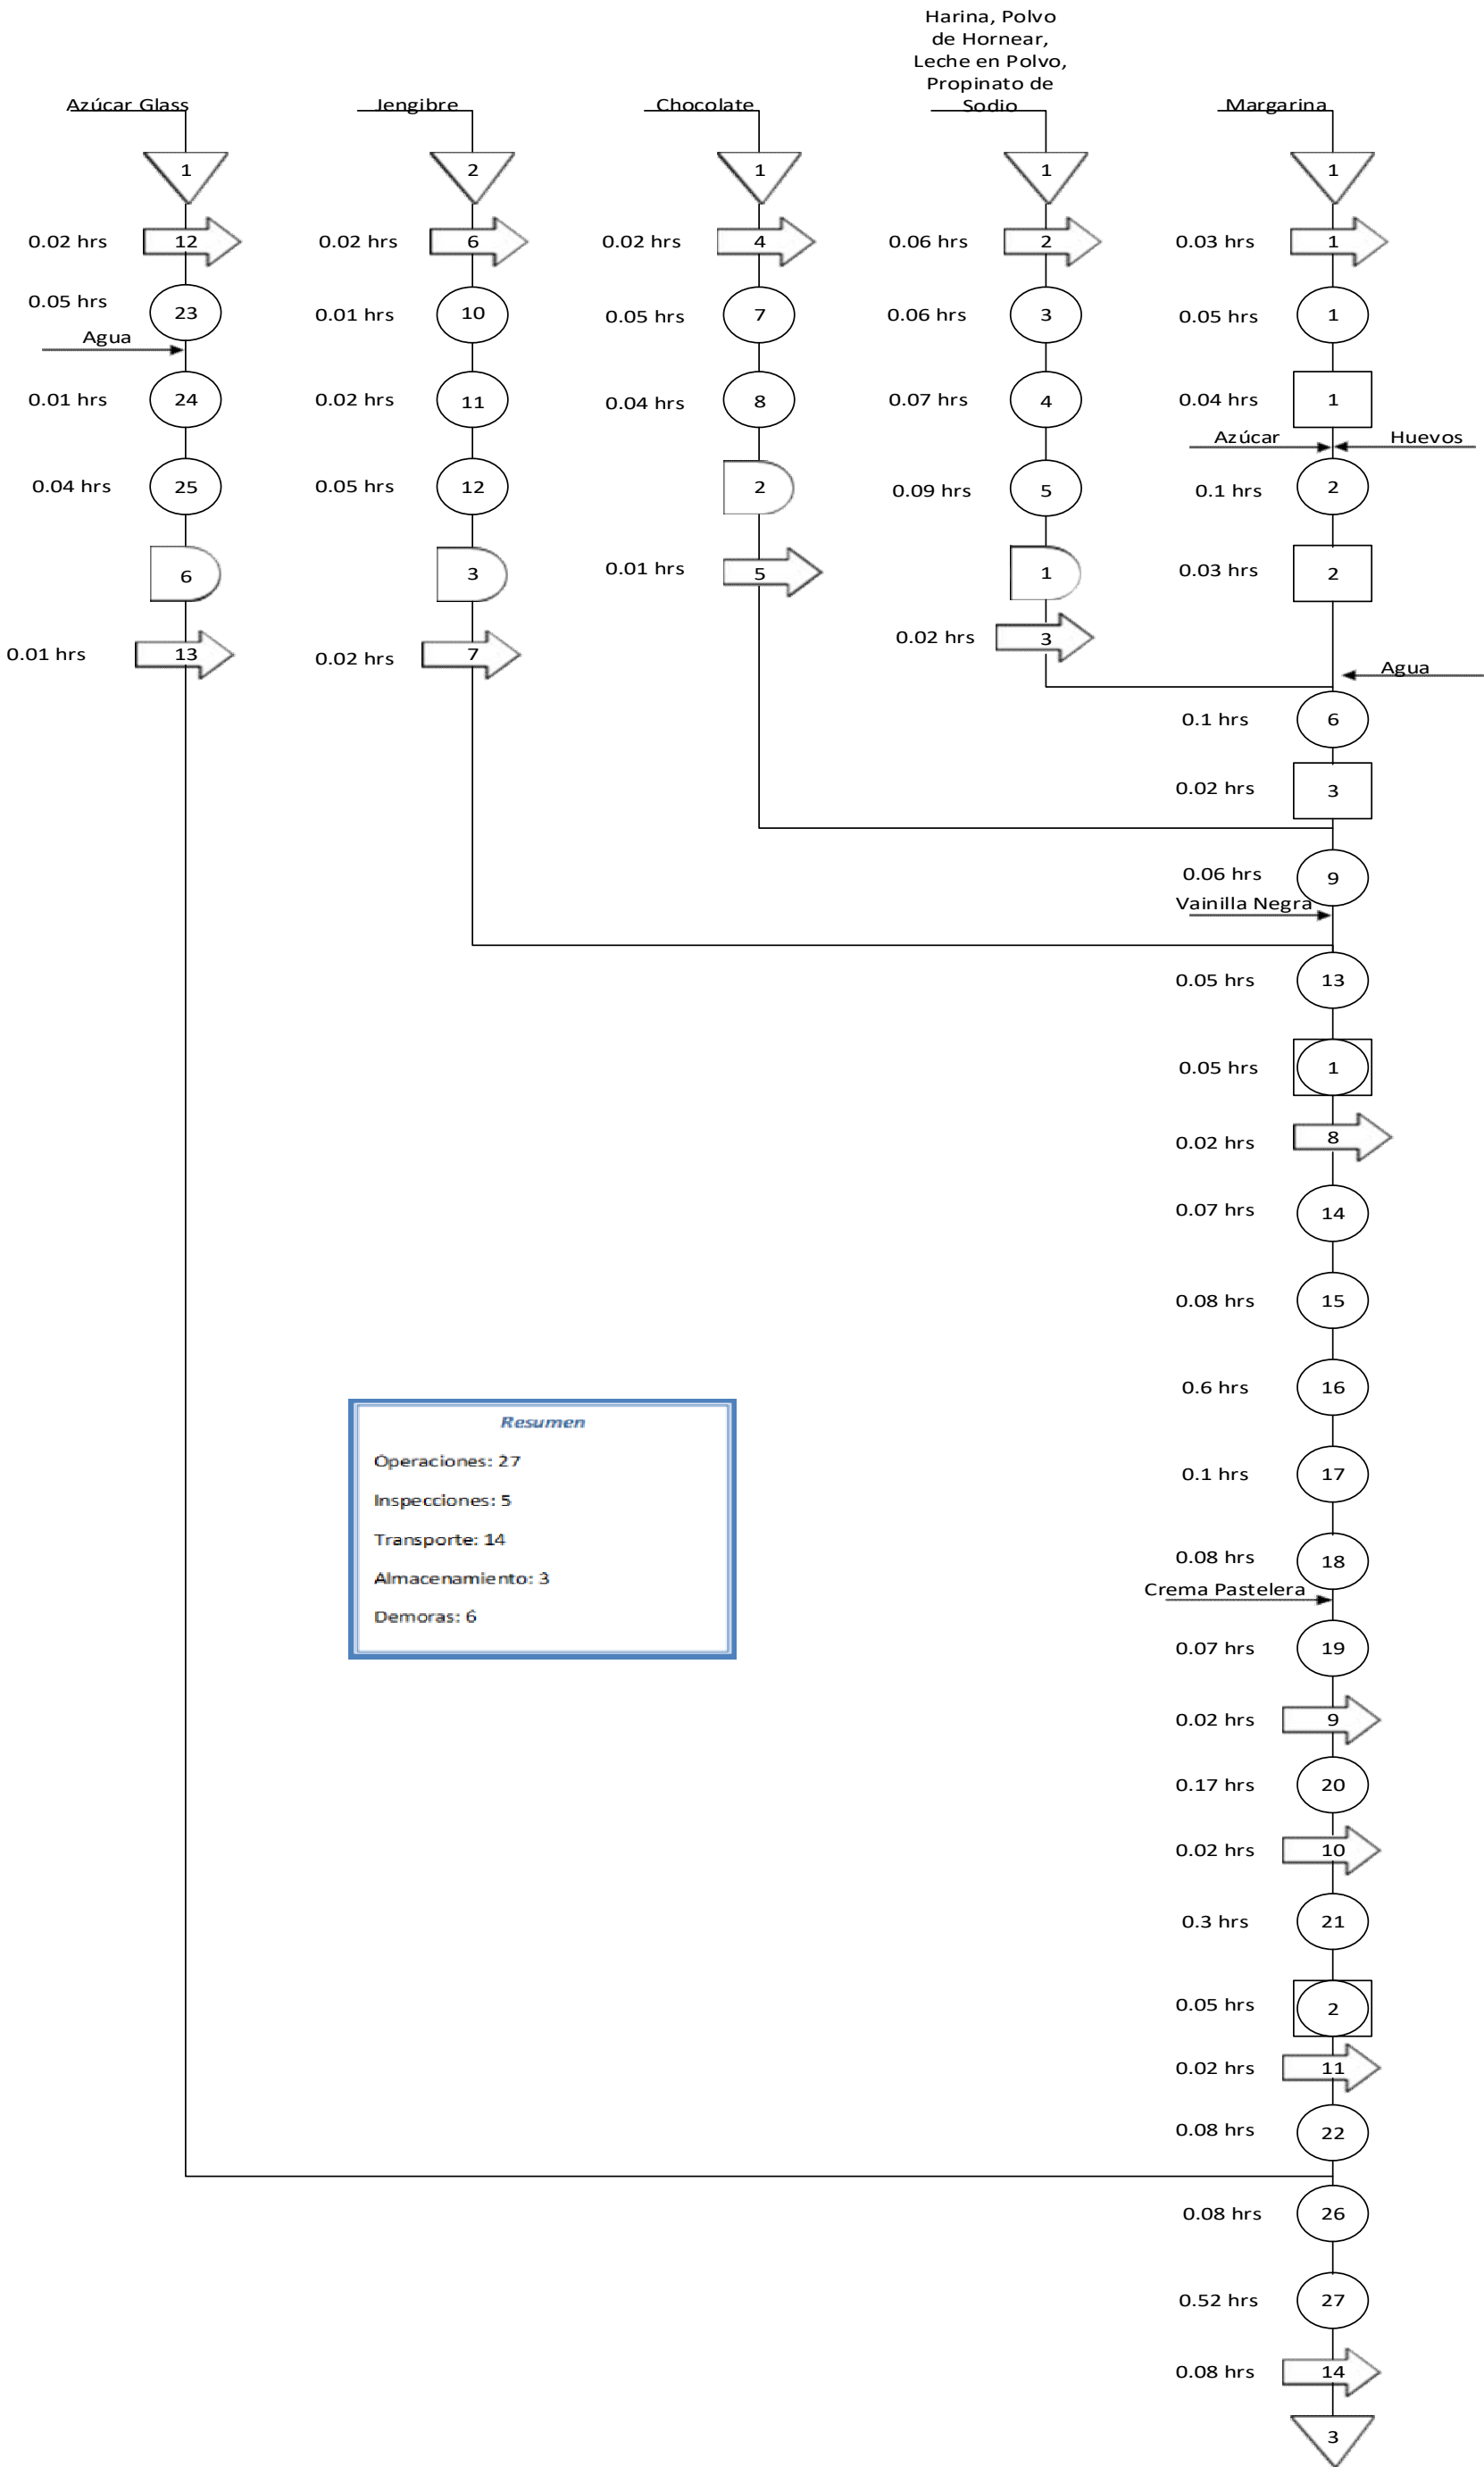 Harina, Polvo
de Hornear,
Leche en Polvo,
Propinato de
Sodio
Azúcar Glass
Jengibre
Chocolate
Margarina
1
2
1
1
1
0.02 hrs
12
0.02 hrs
6
0.02 hrs
4
0.06 hrs
2
0.03 hrs
1
0.05 hrs
23
0.01 hrs
10
0.05 hrs
7
0.06 hrs
3
0.05 hrs
1
Agua
0.01 hrs
24
0.02 hrs
11
0.04 hrs
8
0.07 hrs
4
0.04 hrs
1
Azúcar
Huevos
0.04 hrs
25
0.05 hrs
12
2
0.09 hrs
5
0.1 hrs
2
6
3
0.01 hrs
5
1
0.03 hrs
2
0.01 hrs
13
0.02 hrs
7
0.02 hrs
3
Agua
0.1 hrs
6
0.02 hrs
3
0.06 hrs
9
Vainilla Negra
0.05 hrs
13
0.05 hrs
1
0.02 hrs
8
0.07 hrs
14
0.08 hrs
15
0.6 hrs
16
0.1 hrs
17
0.08 hrs
18
Crema Pastelera
0.07 hrs
19
0.02 hrs
9
0.17 hrs
20
0.02 hrs
10
0.3 hrs
21
0.05 hrs
2
0.02 hrs
11
0.08 hrs
22
0.08 hrs
26
0.52 hrs
27
0.08 hrs
14
3
Resumen
Operaciones: 27
Inspecciones: 5
Transporte: 14
Almacenamiento: 3
Demoras: 6